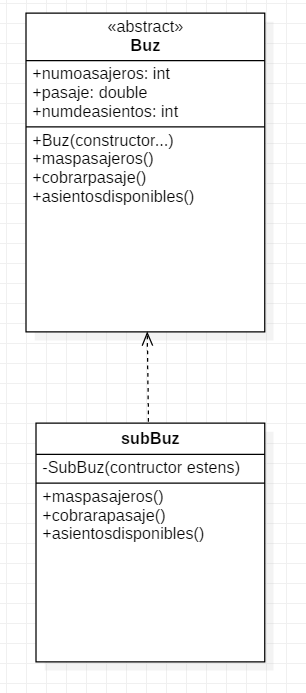 «abstract»
Buz
+numoasajeros: int
+pasaje: double
+numdeasientos: int
+Buz(constructor...)
+maspasajeros()
+cobrarpasaje()
+asientosdisponibles()
subBuz
-SubBuz(contructor estens)
+maspasajeros()
+cobrarapasaje()
+asientosdisponibles()